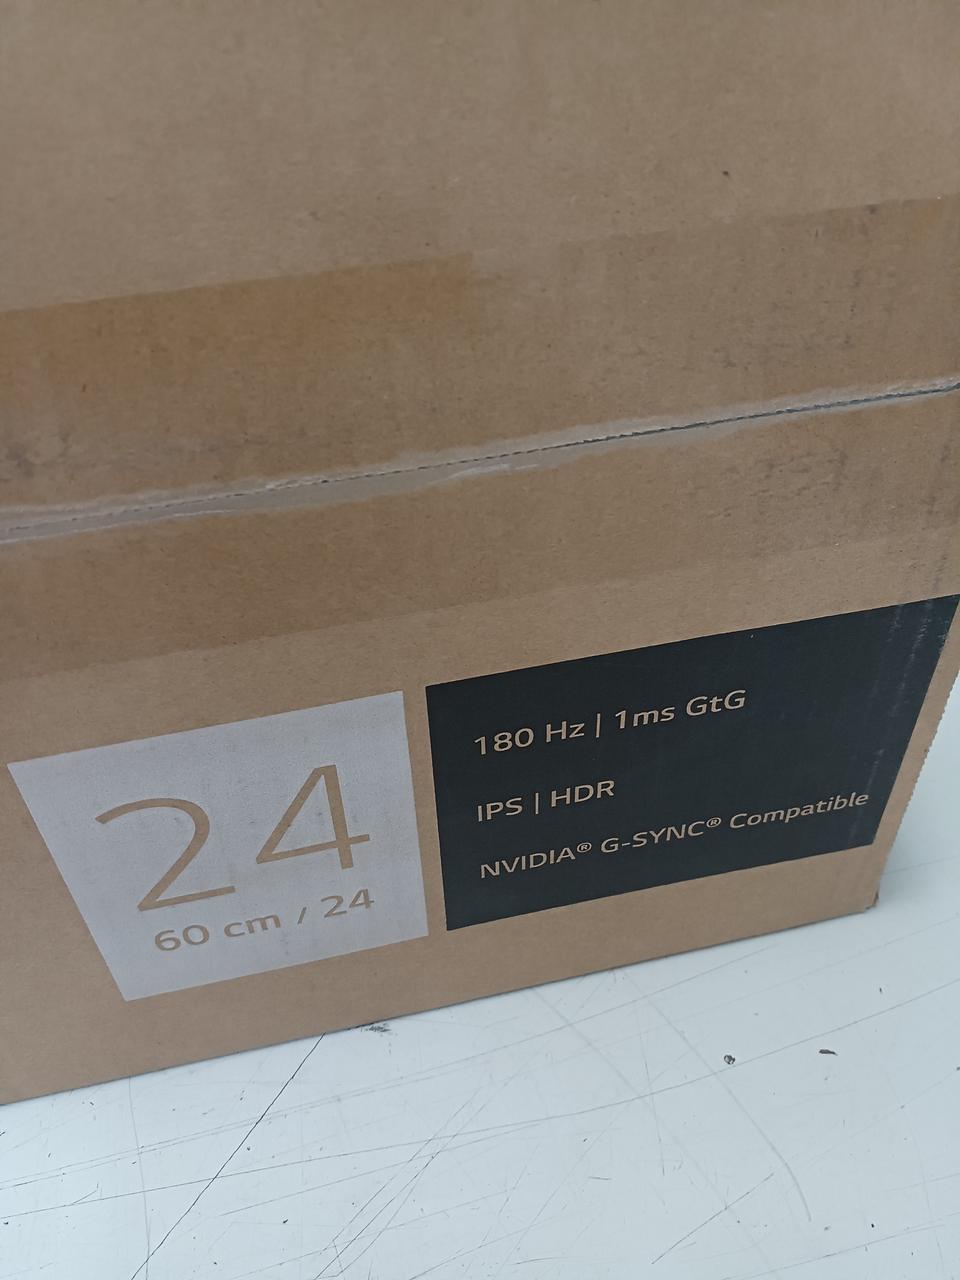 24
60 cm / 24
180 Hz | 1ms GtG
IPS | HDR
NVIDIA® G-SYNC® Compatible